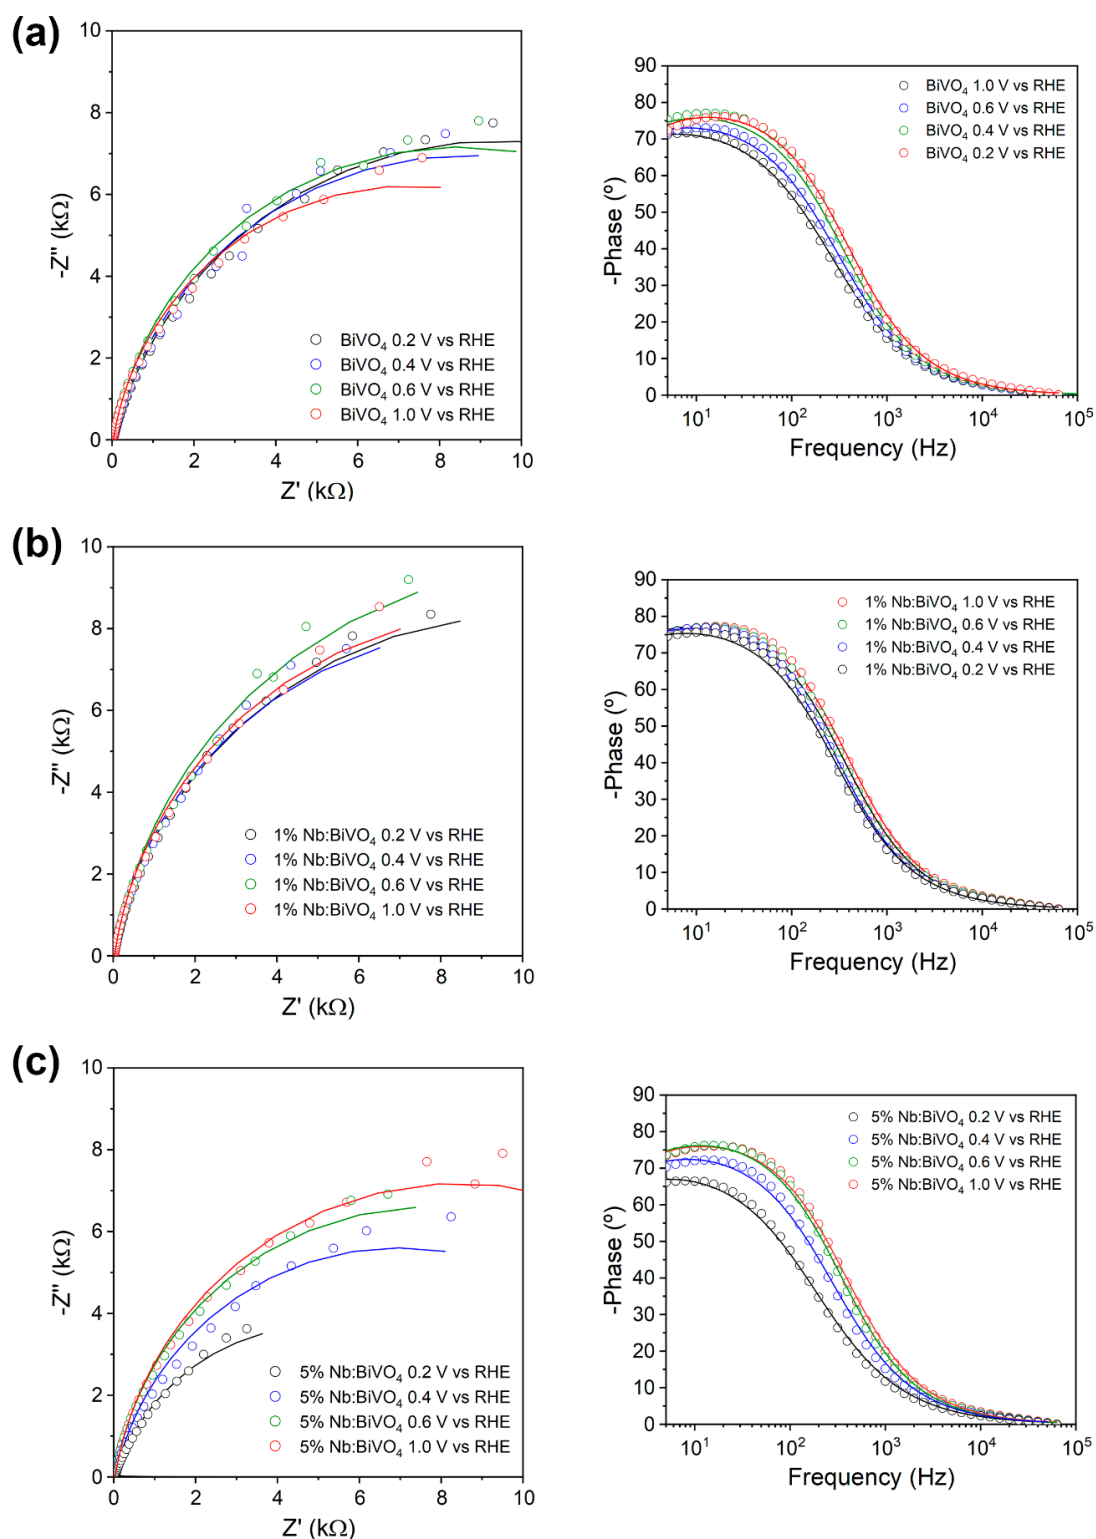 (a)
10
8
6
4
2
0
0 2 4 6 8 10
-Z'' (kΩ)
Z' (kΩ)
BiVO₄ 0.2 V vs RHE
BiVO₄ 0.4 V vs RHE
BiVO₄ 0.6 V vs RHE
BiVO₄ 1.0 V vs RHE
90
80
70
60
50
40
30
20
10
0
10¹ 10² 10³ 10⁴ 10⁵
-Phase (º)
Frequency (Hz)
BiVO₄ 1.0 V vs RHE
BiVO₄ 0.6 V vs RHE
BiVO₄ 0.4 V vs RHE
BiVO₄ 0.2 V vs RHE
(b)
10
8
6
4
2
0
0 2 4 6 8 10
-Z'' (kΩ)
Z' (kΩ)
1% Nb:BiVO₄ 0.2 V vs RHE
1% Nb:BiVO₄ 0.4 V vs RHE
1% Nb:BiVO₄ 0.6 V vs RHE
1% Nb:BiVO₄ 1.0 V vs RHE
90
80
70
60
50
40
30
20
10
0
10¹ 10² 10³ 10⁴ 10⁵
-Phase (º)
Frequency (Hz)
1% Nb:BiVO₄ 1.0 V vs RHE
1% Nb:BiVO₄ 0.6 V vs RHE
1% Nb:BiVO₄ 0.4 V vs RHE
1% Nb:BiVO₄ 0.2 V vs RHE
(c)
10
8
6
4
2
0
0 2 4 6 8 10
-Z'' (kΩ)
Z' (kΩ)
5% Nb:BiVO₄ 0.2 V vs RHE
5% Nb:BiVO₄ 0.4 V vs RHE
5% Nb:BiVO₄ 0.6 V vs RHE
5% Nb:BiVO₄ 1.0 V vs RHE
90
80
70
60
50
40
30
20
10
0
10¹ 10² 10³ 10⁴ 10⁵
-Phase (º)
Frequency (Hz)
5% Nb:BiVO₄ 0.2 V vs RHE
5% Nb:BiVO₄ 0.4 V vs RHE
5% Nb:BiVO₄ 0.6 V vs RHE
5% Nb:BiVO₄ 1.0 V vs RHE